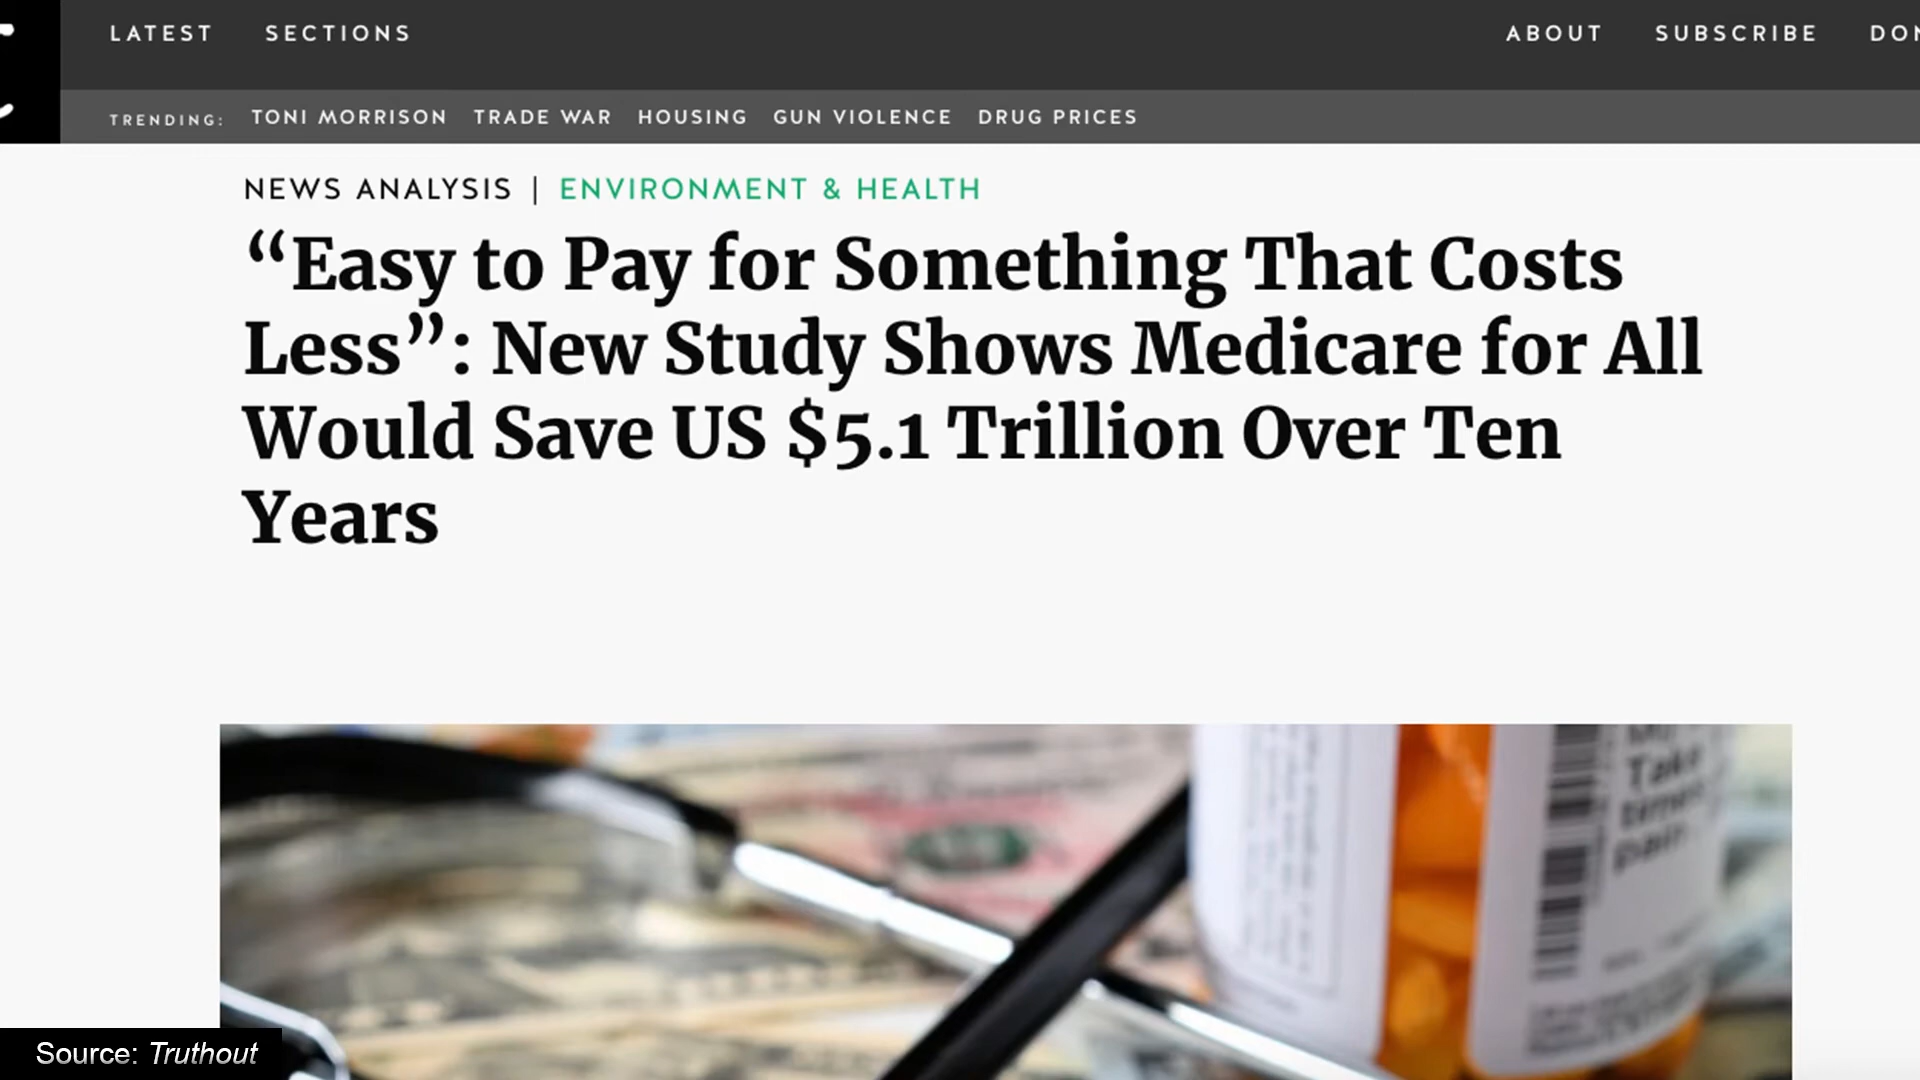 LATEST SECTIONS ABOUT SUBSCRIBE
TRENDING: TONI MORRISON TRADE WAR HOUSING GUN VIOLENCE DRUG PRICES
NEWS ANALYSIS | ENVIRONMENT & HEALTH
“Easy to Pay for Something That Costs
Less”: New Study Shows Medicare for All
Would Save US $5.1 Trillion Over Ten
Years
Take
Source: Truthout